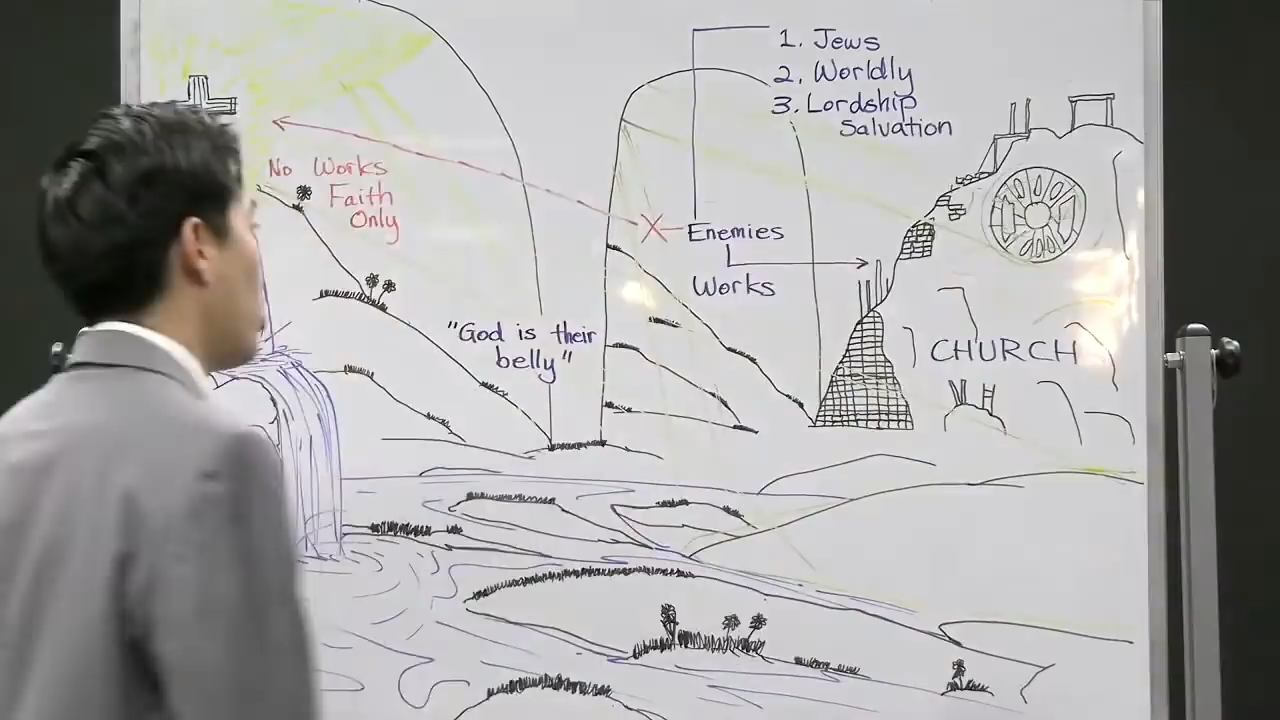 1. Jews
2. Worldly
3. Lordship
Salvation
No Works
Faith
Only
X
Enemies
Works
"God is their
belly"
CHURCH